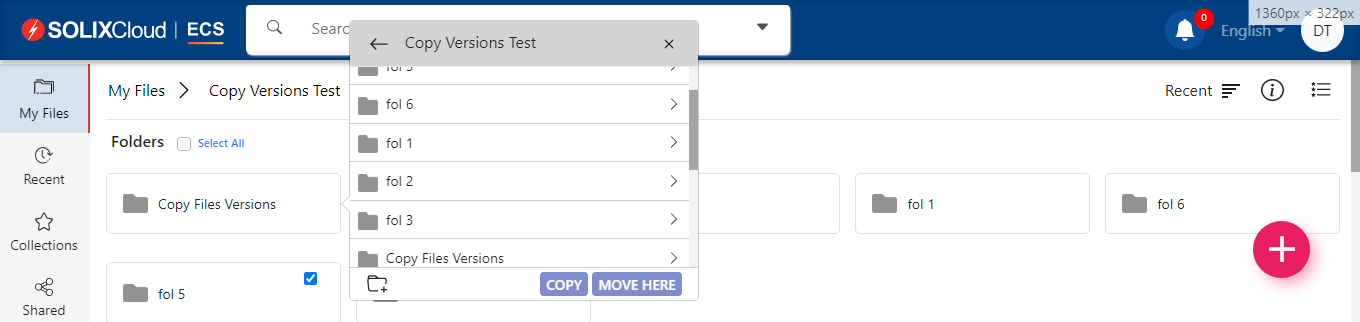 SOLIXCloud | ECS
Searc
Copy Versions Test
0
English
DT
1360px × 322px
My Files
Recent
Collections
Shared
My Files > Copy Versions Test
Recent
Folders
Select All
Copy Files Versions
fol 1
fol 6
fol 5
fol 6
fol 1
fol 2
fol 3
Copy Files Versions
COPY
MOVE HERE